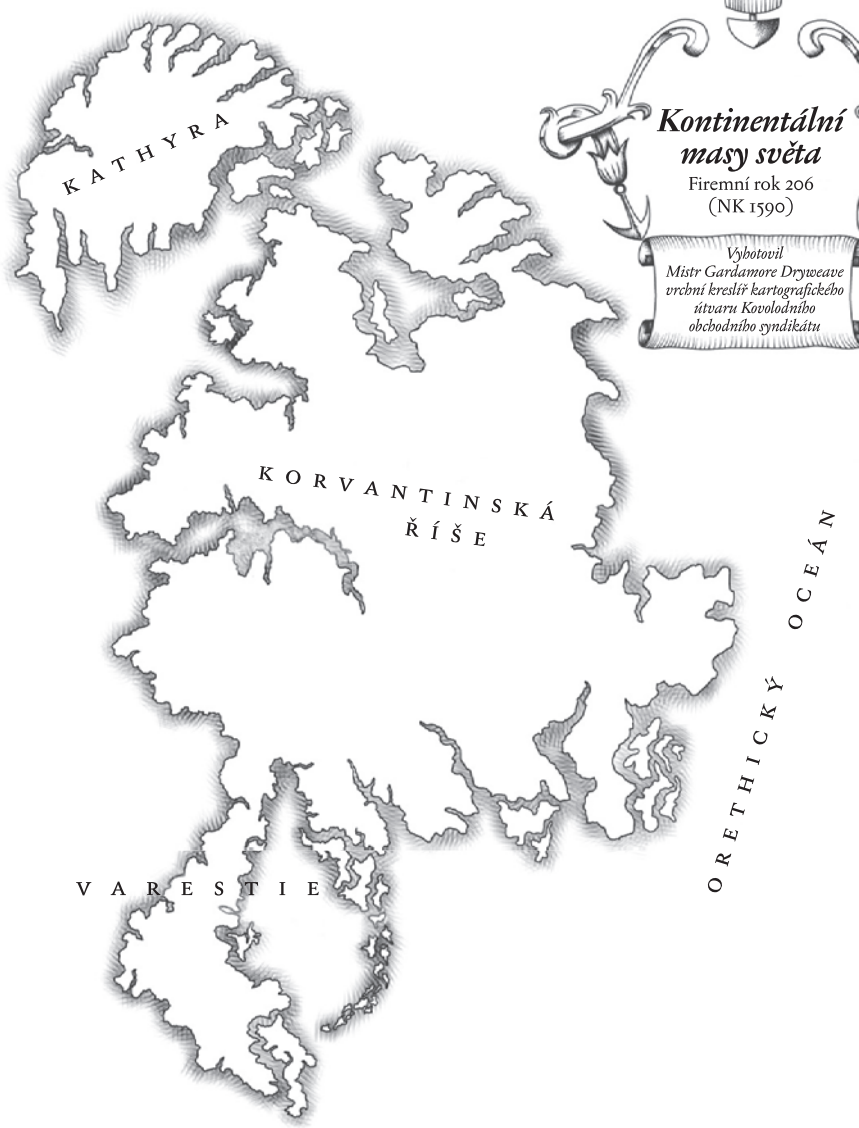 Kontinentální
masy světa
Firemní rok 206
(NK 1590)
Vyhotovil
Mistr Gardamore Dryweave
vrchní kreslíř kartografického
útvaru Kovolodního
obchodního syndikátu
KATHYRA
KORVANTINSKÁ
ŘÍŠE
ORETHICKÝ OCEÁN
VARESTIE